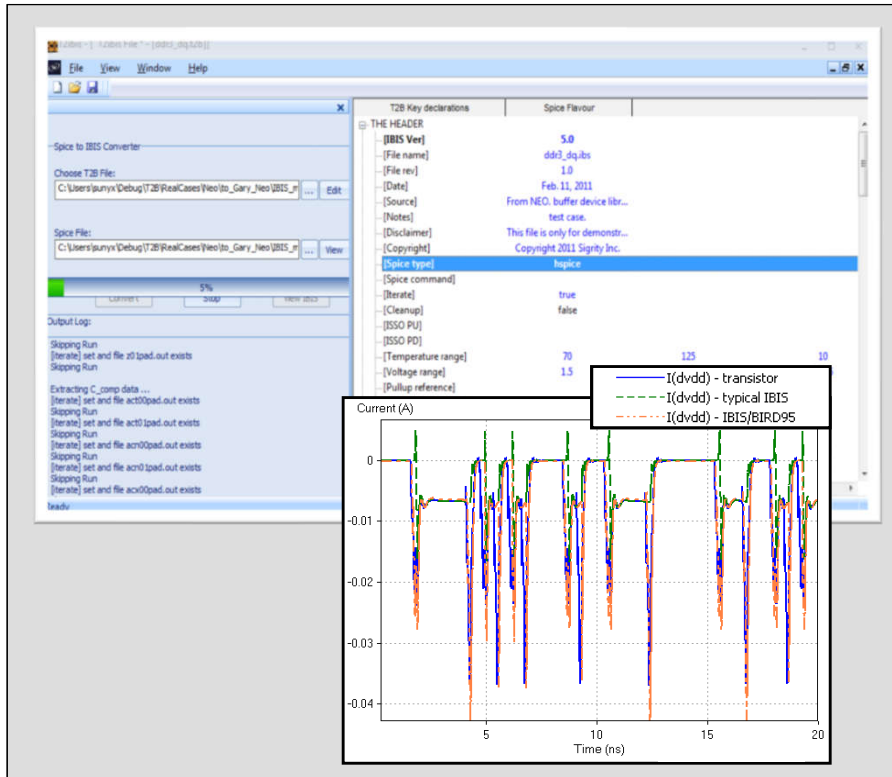 T2ibis - [ T2ibis File * - [ddr3_dq.t2b]]
File View Window Help
Spice to IBIS Converter
Choose T2B File:
C:\Users\sunyx\Debug\T2B\RealCases\Neo\to_Gary_Neo\IBIS_m ... Edit
Spice File:
C:\Users\sunyx\Debug\T2B\RealCases\Neo\to_Gary_Neo\IBIS_m ... View
5%
Convert Stop View IBIS
Output Log:
Skipping Run
[iterate] set and file z01pad.out exists
Skipping Run
Extracting C_comp data ...
[iterate] set and file act00pad.out exists
Skipping Run
[iterate] set and file act01pad.out exists
Skipping Run
[iterate] set and file acn00pad.out exists
Skipping Run
[iterate] set and file acn01pad.out exists
Skipping Run
[iterate] set and file acx00pad.out exists
Ready
T2B Key declarations Spice Flavour
THE HEADER
[IBIS Ver] 5.0
[File name] ddr3_dq.ibs
[File rev] 1.0
[Date] Feb. 11, 2011
[Source] From NEO. buffer device libr...
[Notes] test case.
[Disclaimer] This file is only for demonstr...
[Copyright] Copyright 2011 Sigrity Inc.
[Spice type] hspice
[Spice command]
[Iterate] true
[Cleanup] false
[ISSO PU]
[ISSO PD]
[Temperature range] 70 125 10
[Voltage range] 1.5
[Pullup reference]
I(dvdd) - transistor
I(dvdd) - typical IBIS
I(dvdd) - IBIS/BIRD95
Current (A)
0
-0.01
-0.02
-0.03
-0.04
5 10 15 20
Time (ns)